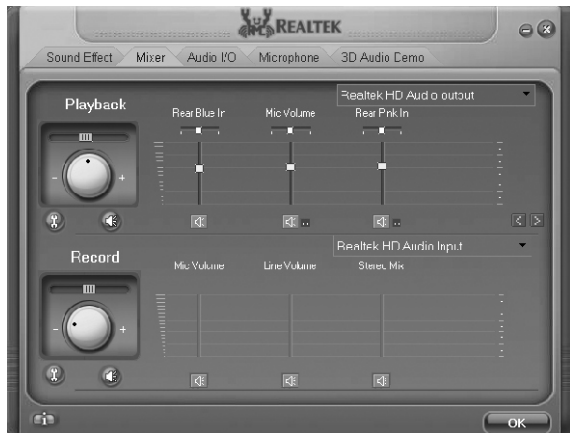 REALTEK
Sound Effect Mixer Audio I/O Microphone 3D Audio Demo
Realtek HD Audio output
Playback
Rear Blue In Mic Volume Rear Pink In
- +
Realtek HD Audio Input
Record
Mic Volume Line Volume Stereo Mix
- +
OK